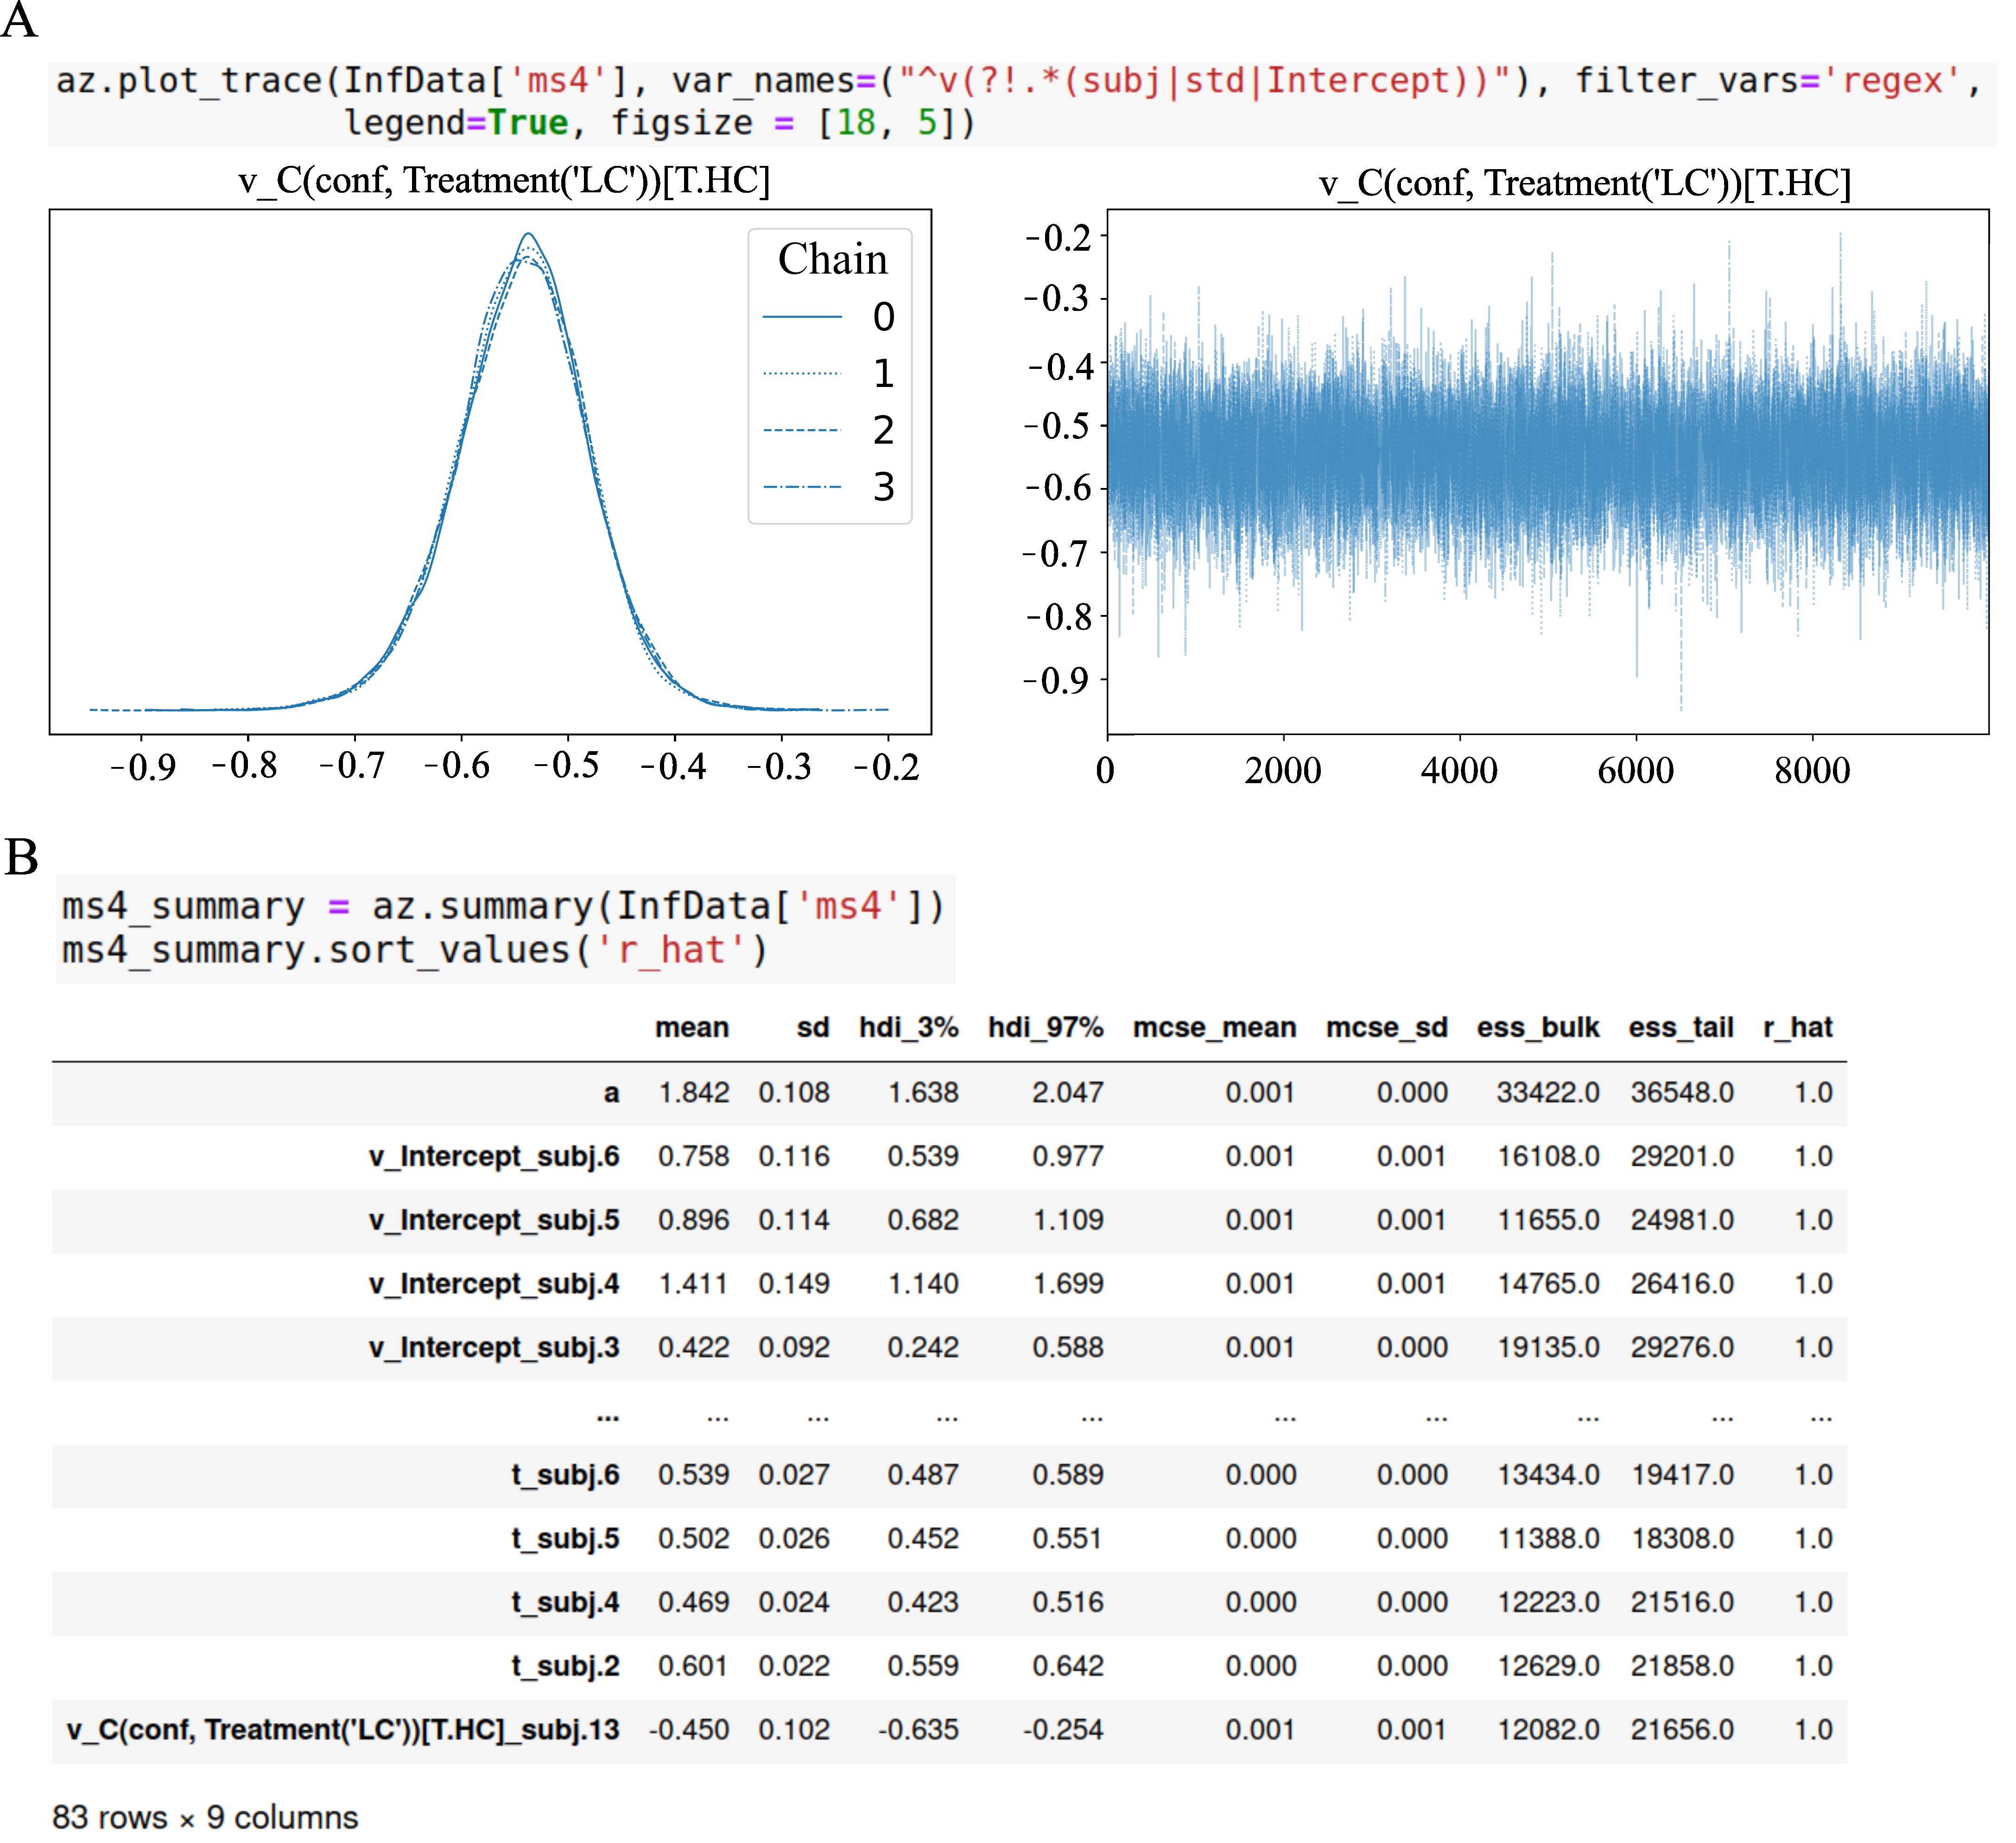 A
az.plot_trace(InfData['ms4'], var_names=("^v(?!.*(subj|std|Intercept))"), filter_vars='regex',
legend=True, figsize = [18, 5])
v_C(conf, Treatment('LC'))[T.HC]
Chain
0
1
2
3
-0.9 -0.8 -0.7 -0.6 -0.5 -0.4 -0.3 -0.2
v_C(conf, Treatment('LC'))[T.HC]
-0.2
-0.3
-0.4
-0.5
-0.6
-0.7
-0.8
-0.9
0 2000 4000 6000 8000
B
ms4_summary = az.summary(InfData['ms4'])
ms4_summary.sort_values('r_hat')
mean sd hdi_3% hdi_97% mcse_mean mcse_sd ess_bulk ess_tail r_hat
a 1.842 0.108 1.638 2.047 0.001 0.000 33422.0 36548.0 1.0
v_Intercept_subj.6 0.758 0.116 0.539 0.977 0.001 0.001 16108.0 29201.0 1.0
v_Intercept_subj.5 0.896 0.114 0.682 1.109 0.001 0.001 11655.0 24981.0 1.0
v_Intercept_subj.4 1.411 0.149 1.140 1.699 0.001 0.001 14765.0 26416.0 1.0
v_Intercept_subj.3 0.422 0.092 0.242 0.588 0.001 0.000 19135.0 29276.0 1.0
... ... ... ... ... ... ... ... ... ...
t_subj.6 0.539 0.027 0.487 0.589 0.000 0.000 13434.0 19417.0 1.0
t_subj.5 0.502 0.026 0.452 0.551 0.000 0.000 11388.0 18308.0 1.0
t_subj.4 0.469 0.024 0.423 0.516 0.000 0.000 12223.0 21516.0 1.0
t_subj.2 0.601 0.022 0.559 0.642 0.000 0.000 12629.0 21858.0 1.0
v_C(conf, Treatment('LC'))[T.HC]_subj.13 -0.450 0.102 -0.635 -0.254 0.001 0.001 12082.0 21656.0 1.0
83 rows × 9 columns